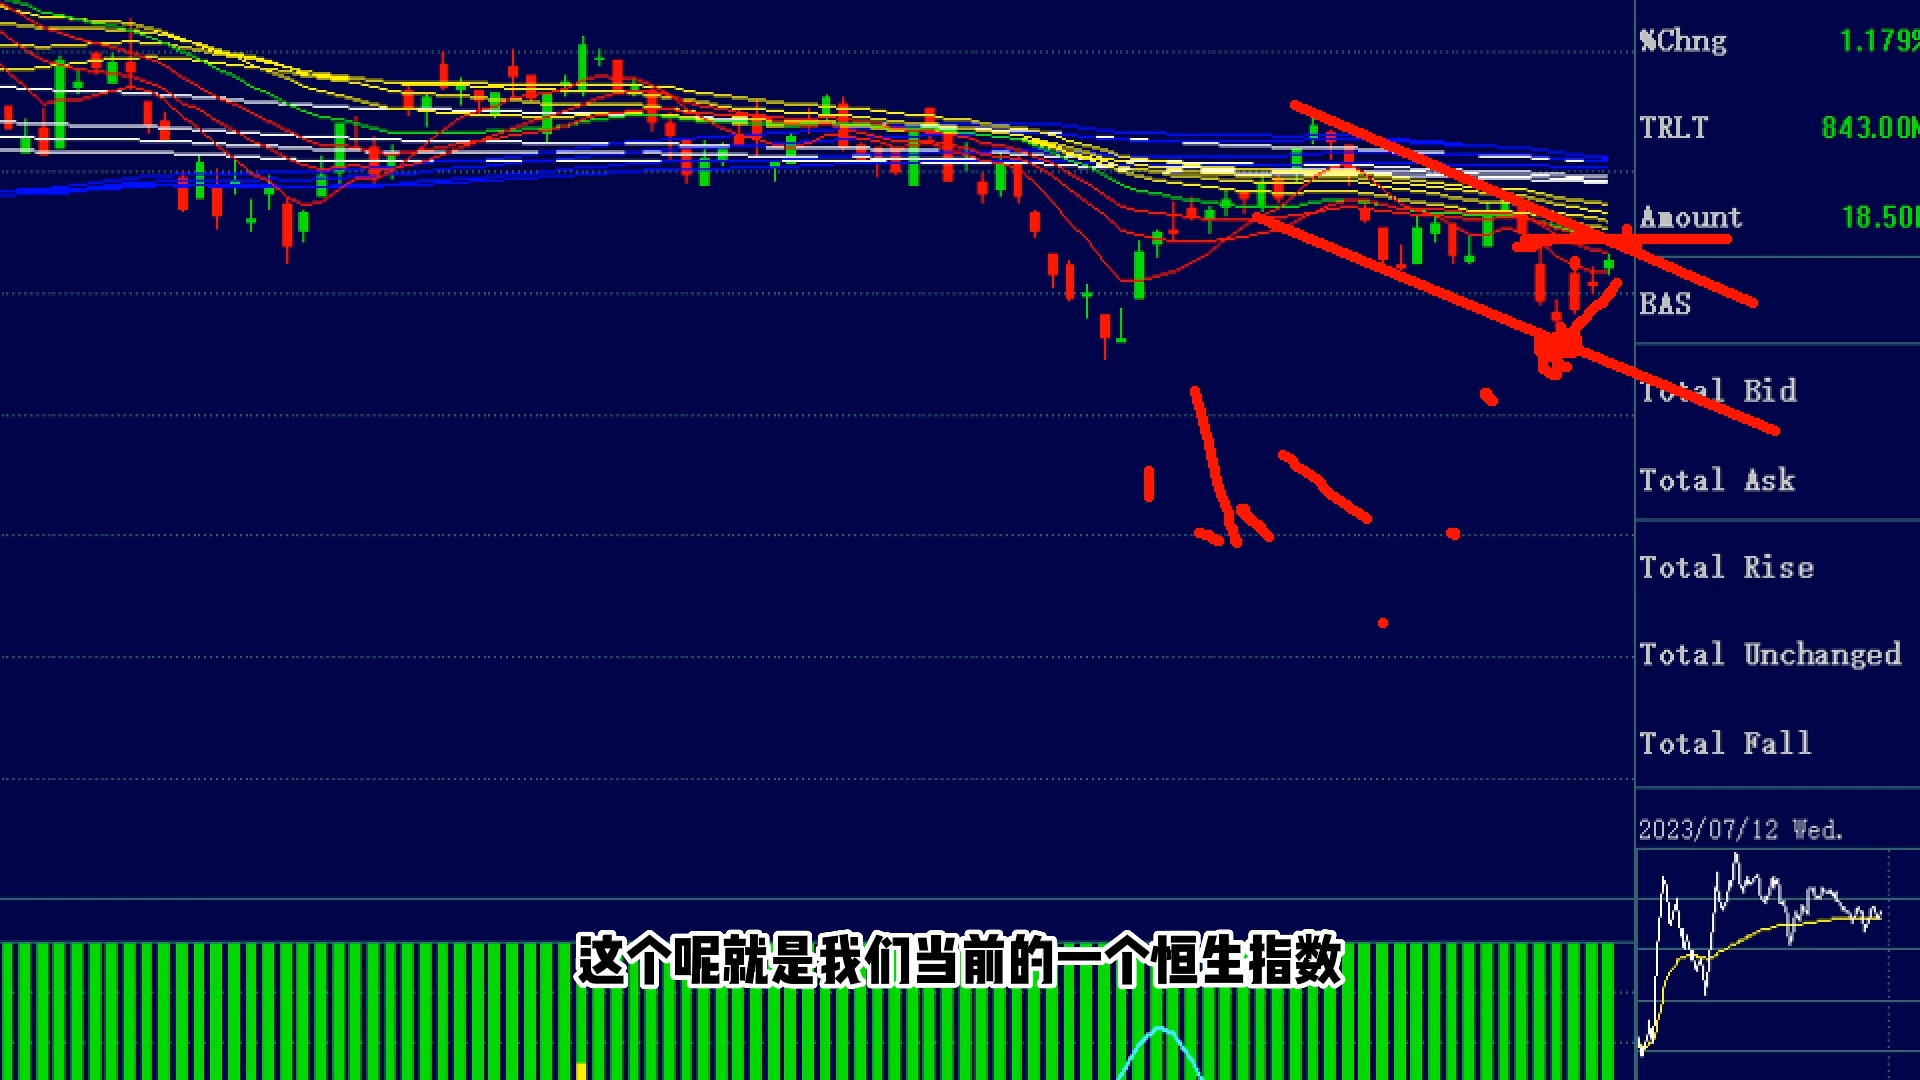 %Chng 1.179%
TRLT 843.00M
Amount 18.50
BAS
Total Bid
Total Ask
Total Rise
Total Unchanged
Total Fall
2023/07/12 Wed.
这个呢就是我们当前的一个恒生指数